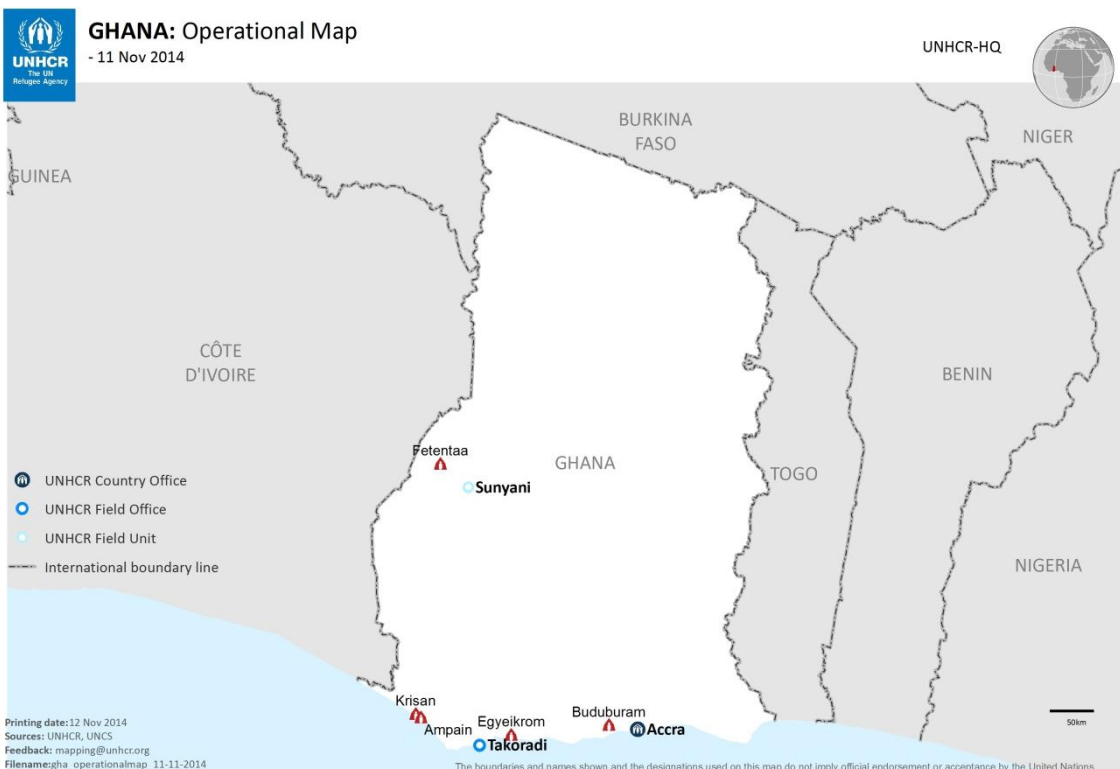 UNHCR
The UN
Refugee Agency
GHANA: Operational Map
- 11 Nov 2014
UNHCR-HQ
BURKINA
FASO
NIGER
GUINEA
CÔTE
D'IVOIRE
BENIN
Fetentaa
GHANA
TOGO
Sunyani
UNHCR Country Office
UNHCR Field Office
UNHCR Field Unit
International boundary line
NIGERIA
Krisan
Ampain
Egyeikrom
Buduburam
Accra
Takoradi
50km
Printing date:12 Nov 2014
Sources: UNHCR, UNCS
Feedback: mapping@unhcr.org
Filename:gha_operationalmap_11-11-2014
The boundaries and names shown and the designations used on this map do not imply official endorsement or acceptance by the United Nations